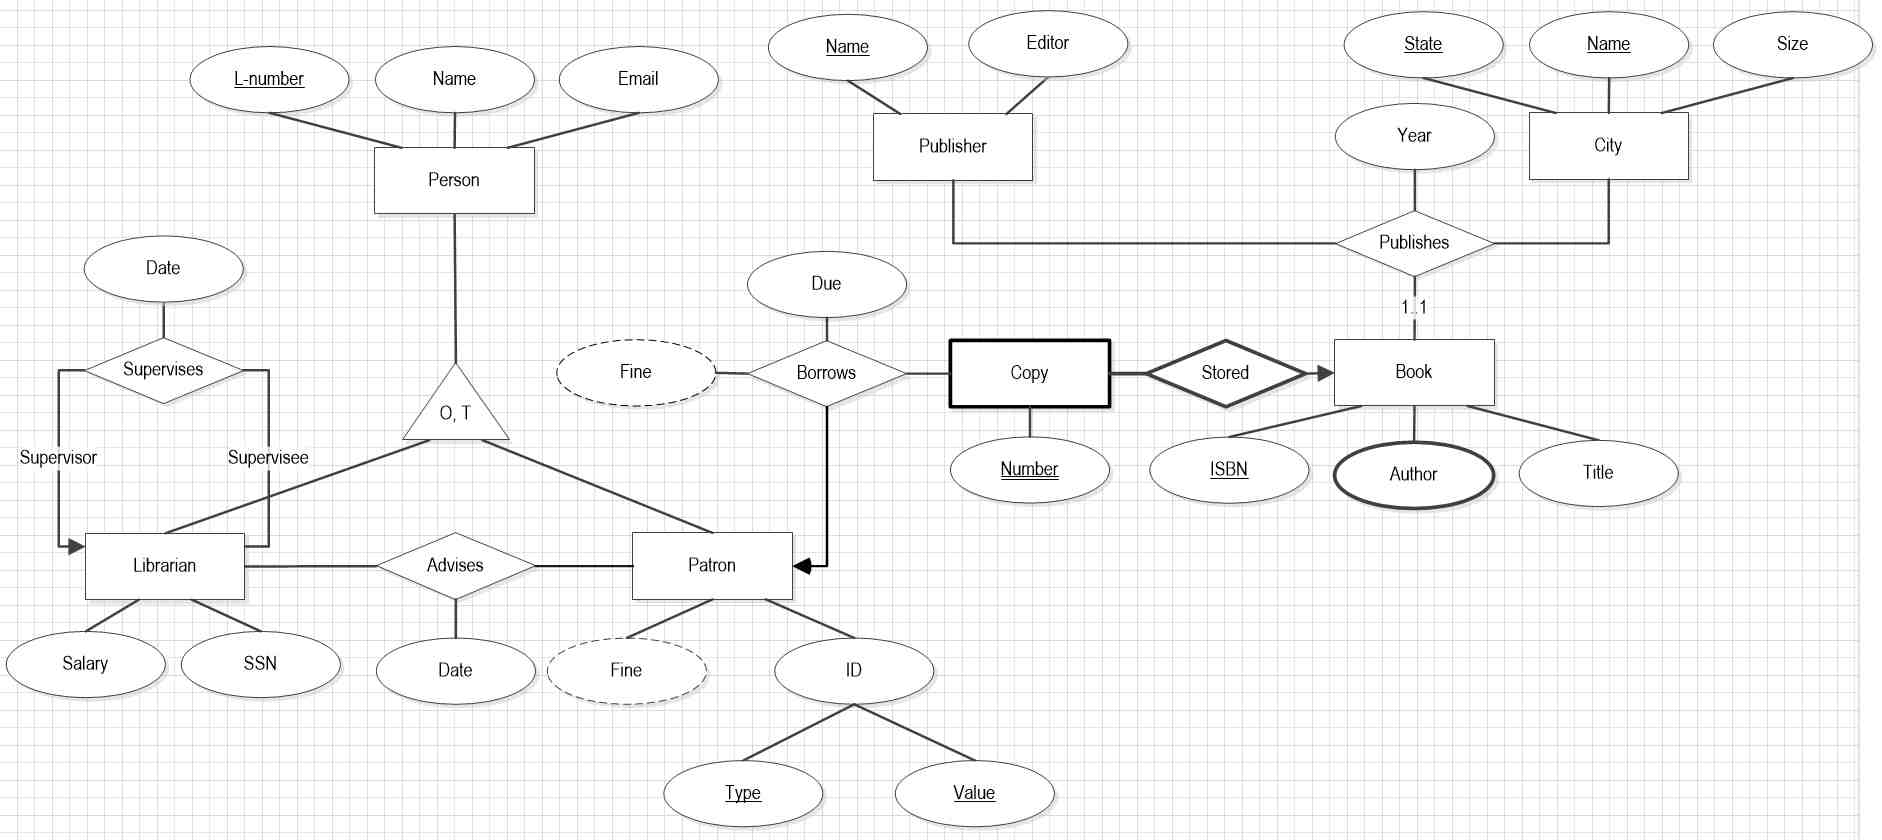 Name
Editor
State
Name
Size
L-number
Name
Email
Year
Publisher
City
Person
Publishes
Date
Due
1..1
Supervises
Fine
Borrows
Copy
Stored
Book
O, T
Supervisor
Supervisee
Number
ISBN
Author
Title
Librarian
Advises
Patron
Salary
SSN
Date
Fine
ID
Type
Value